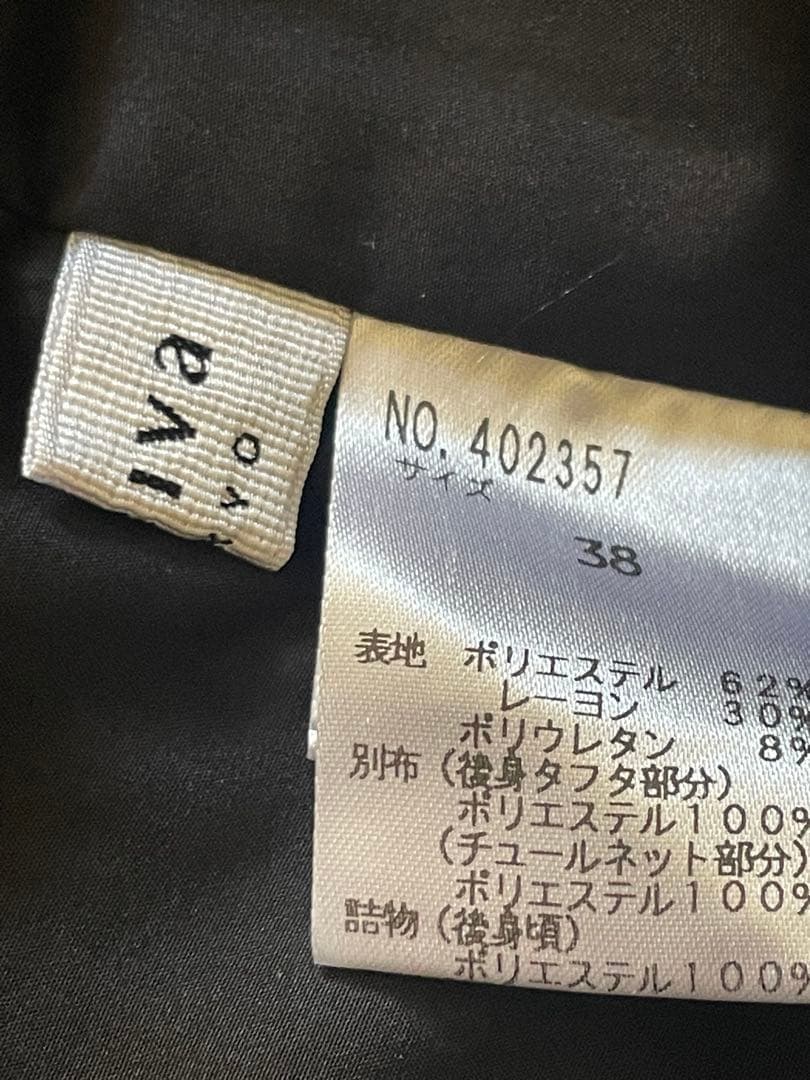 iva
YO
NO. 402357
サイズ
38
表地 ポリエステル 62%
レーヨン 30%
ポリウレタン 8%
別布 (後身タフタ部分)
ポリエステル100%
(チュールネット部分)
ポリエステル100%
詰物 (後身頃)
ポリエステル100%